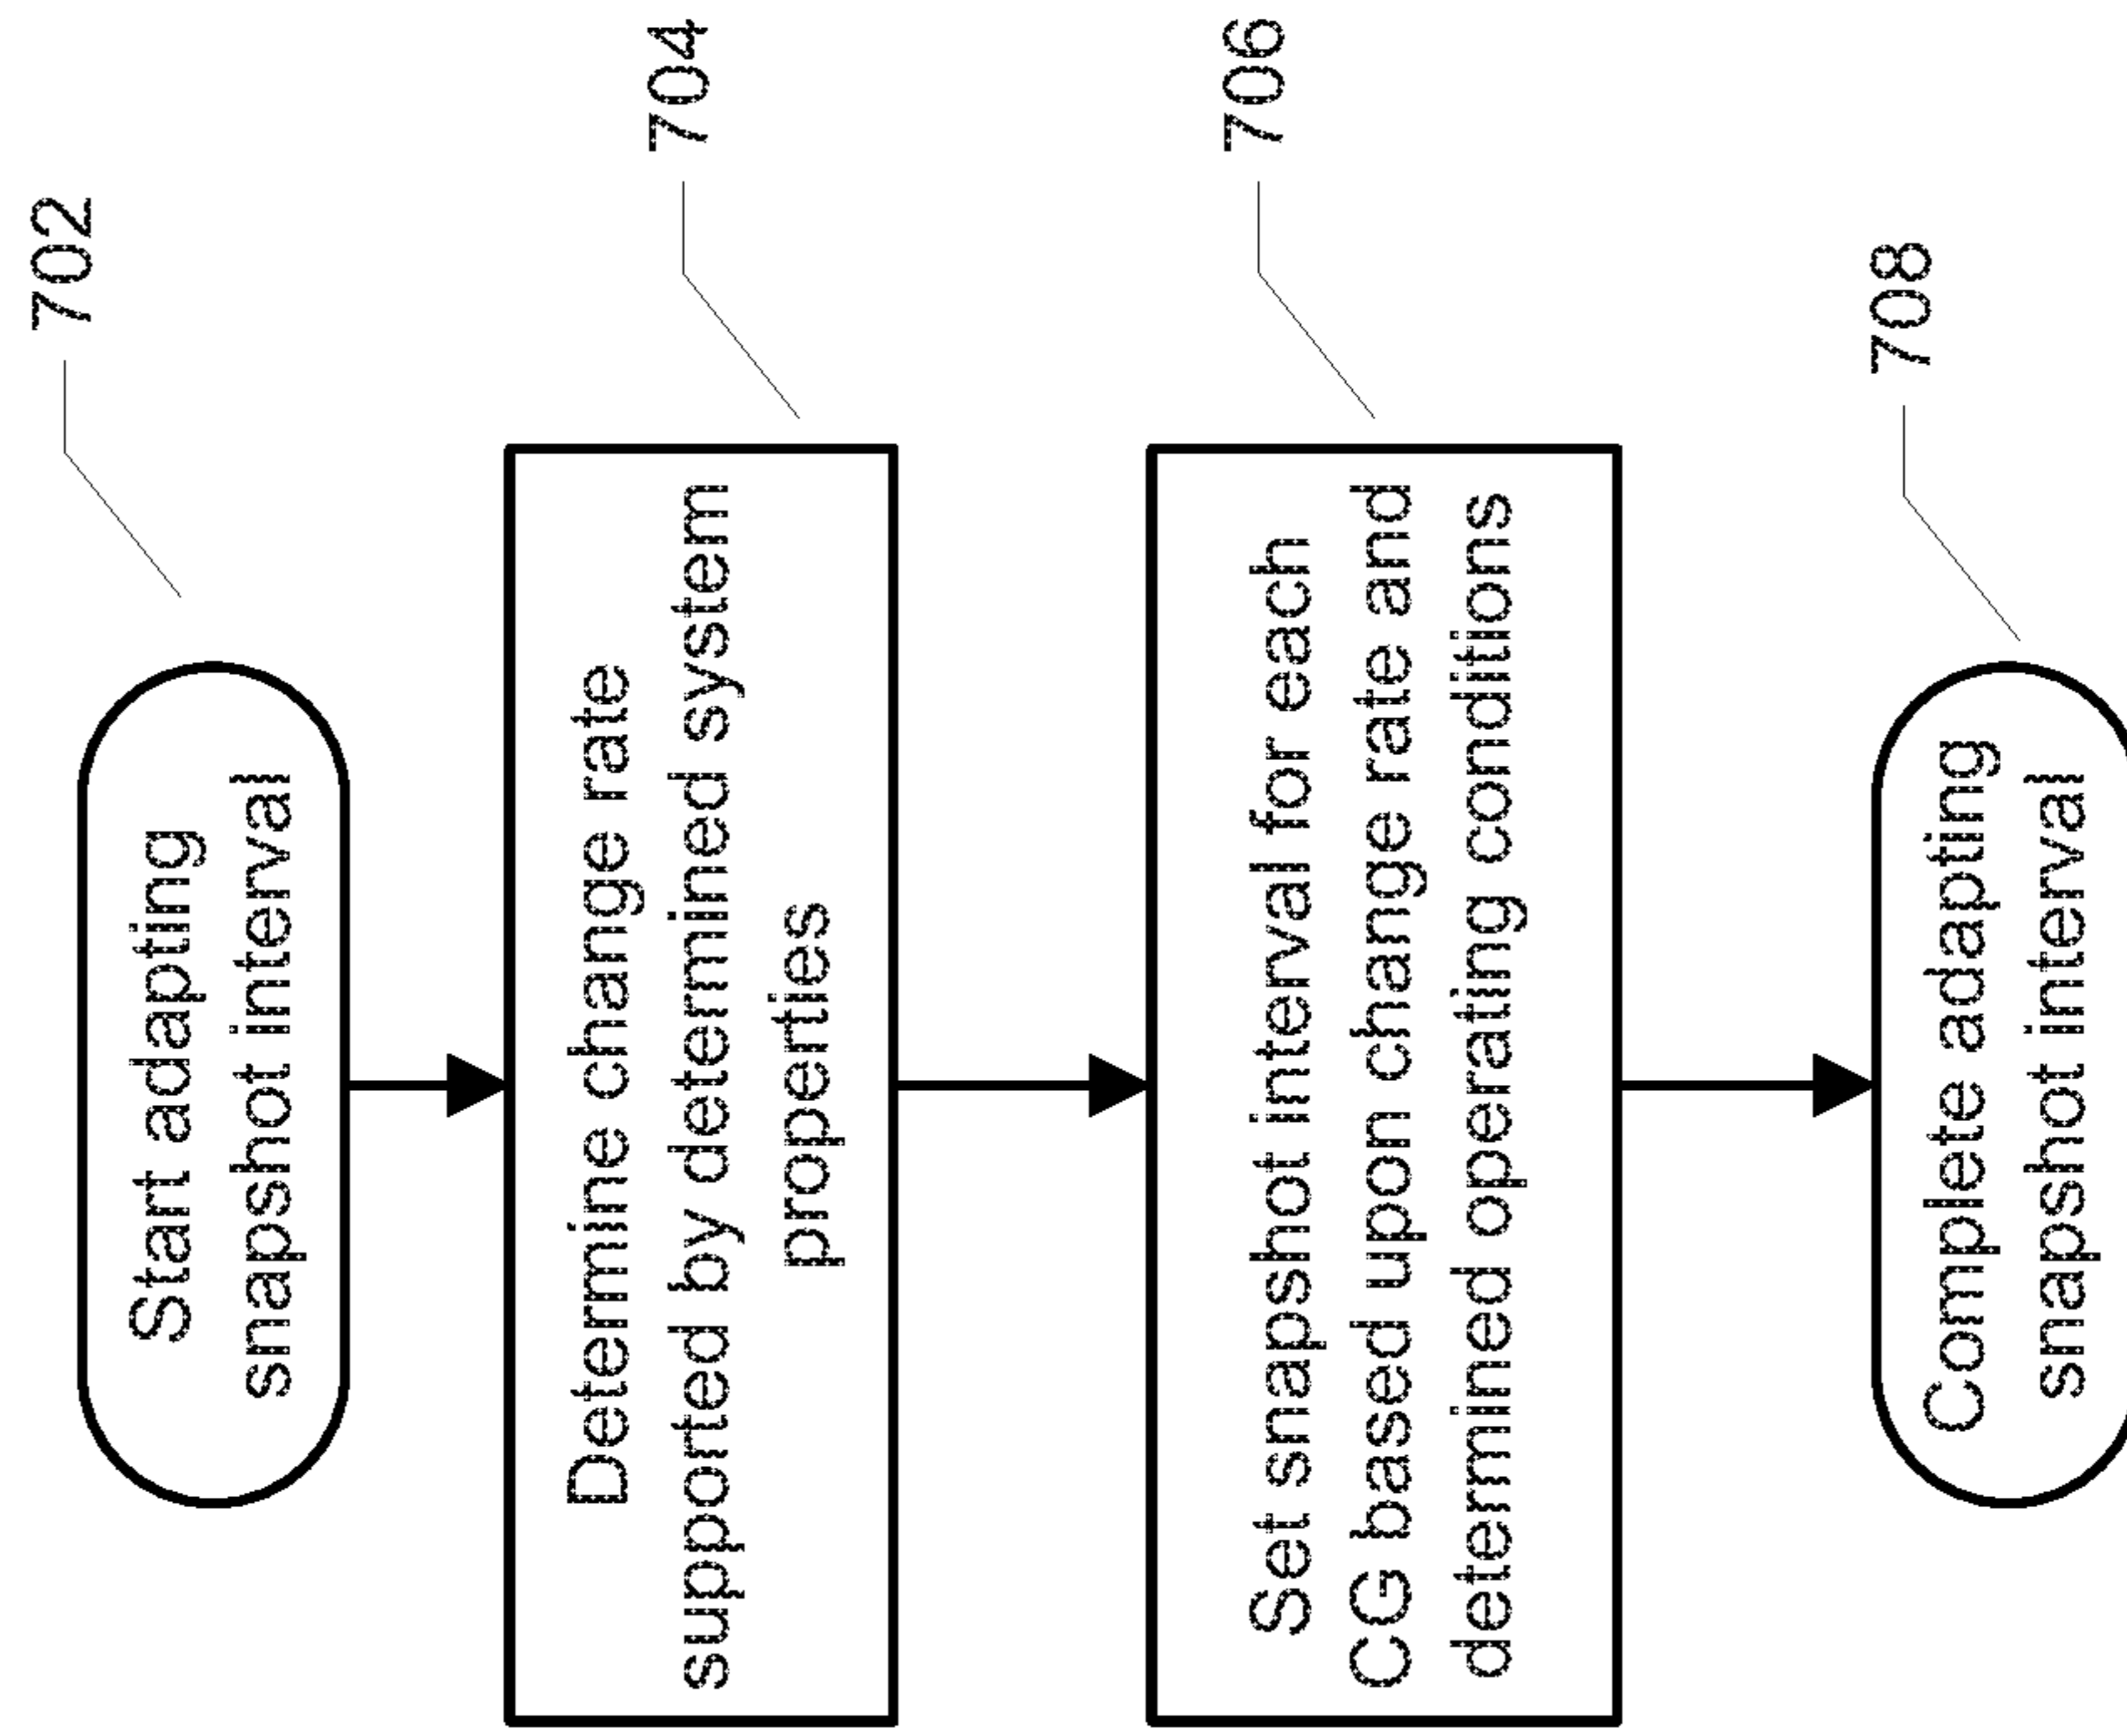 702
Start adapting
snapshot interval
704
Determine change rate
supported by determined system
properties
706
Set snapshot interval for each
CG based upon change rate and
determined operating conditions
708
Complete adapting
snapshot interval